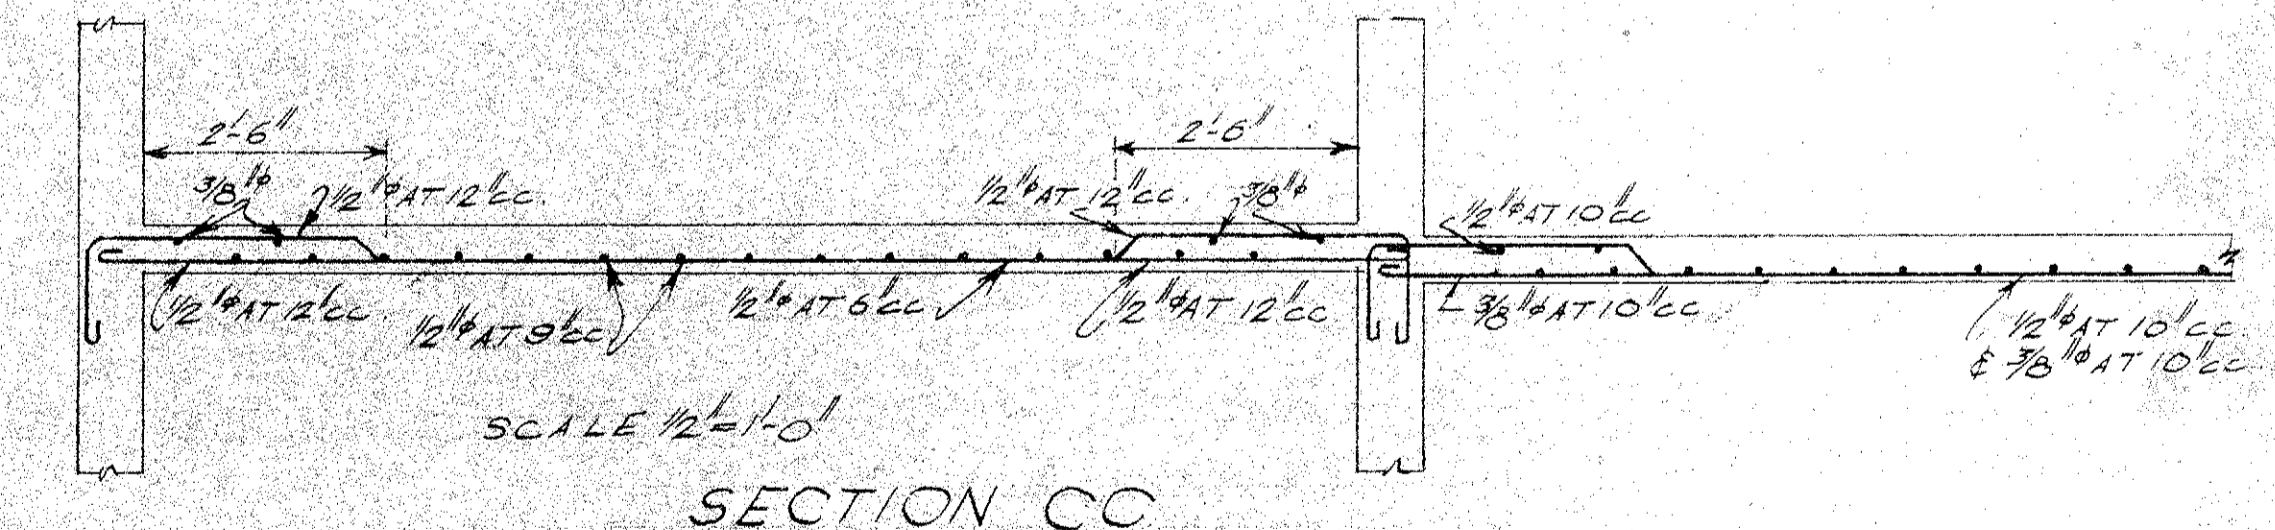 2'-6"
2'-6"
3/8"φ
1/2"φ AT 12"CC.
1/2"φ AT 12"CC.
3/8"φ
1/2"φ AT 10"CC
1/2"φ AT 12"CC.
1/2"φ AT 9"CC
1/2"φ AT 6"CC
1/2"φ AT 12"CC
3/8"φ AT 10"CC
1/2"φ AT 10"CC.
& 3/8"φ AT 10"CC
SCALE 1/2"=1'-0"
SECTION CC